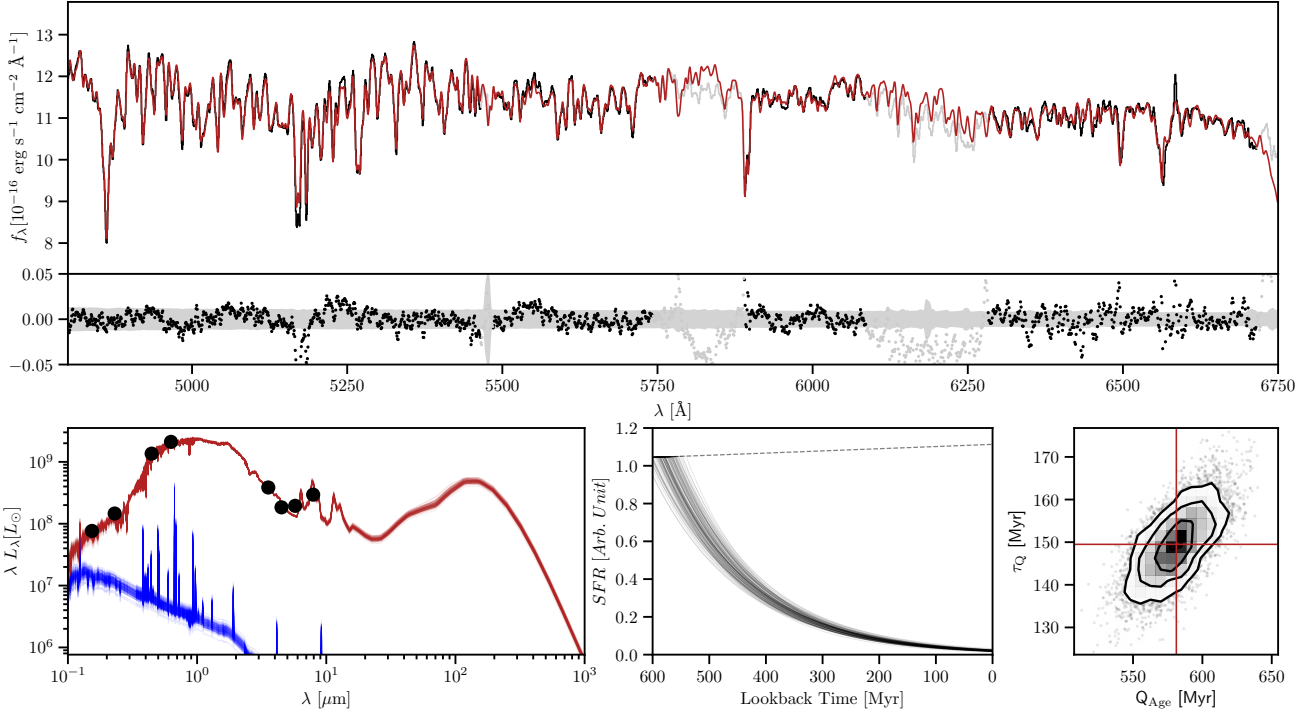 13
12
11
10
9
8
f_λ[10^−16 erg s^−1 cm^−2 Å^−1]
0.05
0.00
−0.05
5000 5250 5500 5750 6000 6250 6500 6750
λ [Å]
10^9
10^8
10^7
10^6
λ L_λ[L_⊙]
10^−1 10^0 10^1 10^2 10^3
λ [μm]
1.2
1.0
0.8
0.6
0.4
0.2
0.0
SFR [Arb. Unit]
600 500 400 300 200 100 0
Lookback Time [Myr]
170
160
150
140
130
τ_Q [Myr]
550 600 650
Q_Age [Myr]